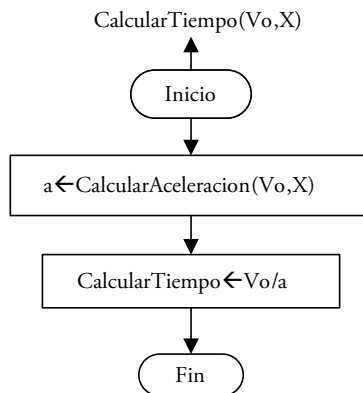 CalcularTiempo(Vo,X)
Inicio
a←CalcularAceleracion(Vo,X)
CalcularTiempo←Vo/a
Fin